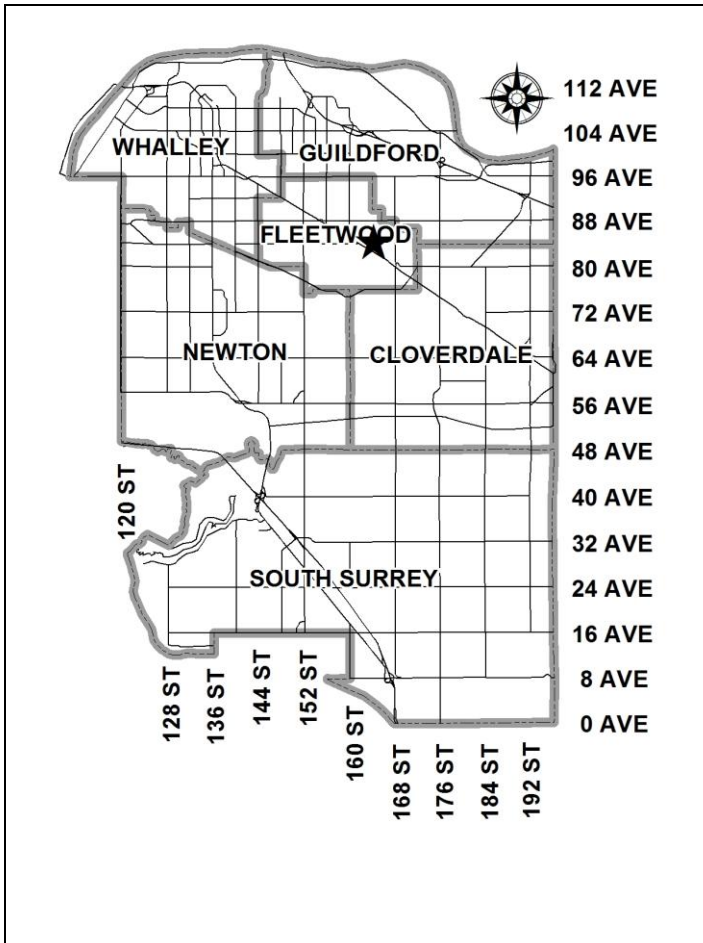 112 AVE
104 AVE
WHALLEY
GUILDFORD
96 AVE
88 AVE
FLEETWOOD
80 AVE
72 AVE
NEWTON
CLOVERDALE
64 AVE
56 AVE
48 AVE
120 ST
40 AVE
32 AVE
SOUTH SURREY
24 AVE
16 AVE
8 AVE
128 ST
136 ST
144 ST
152 ST
160 ST
0 AVE
168 ST
176 ST
184 ST
192 ST